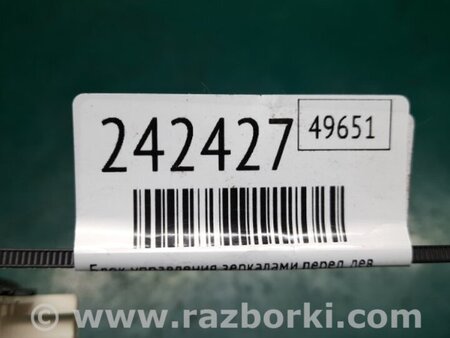 242427
49651
Блок управления зеркалами перед лев
www.razborki.com